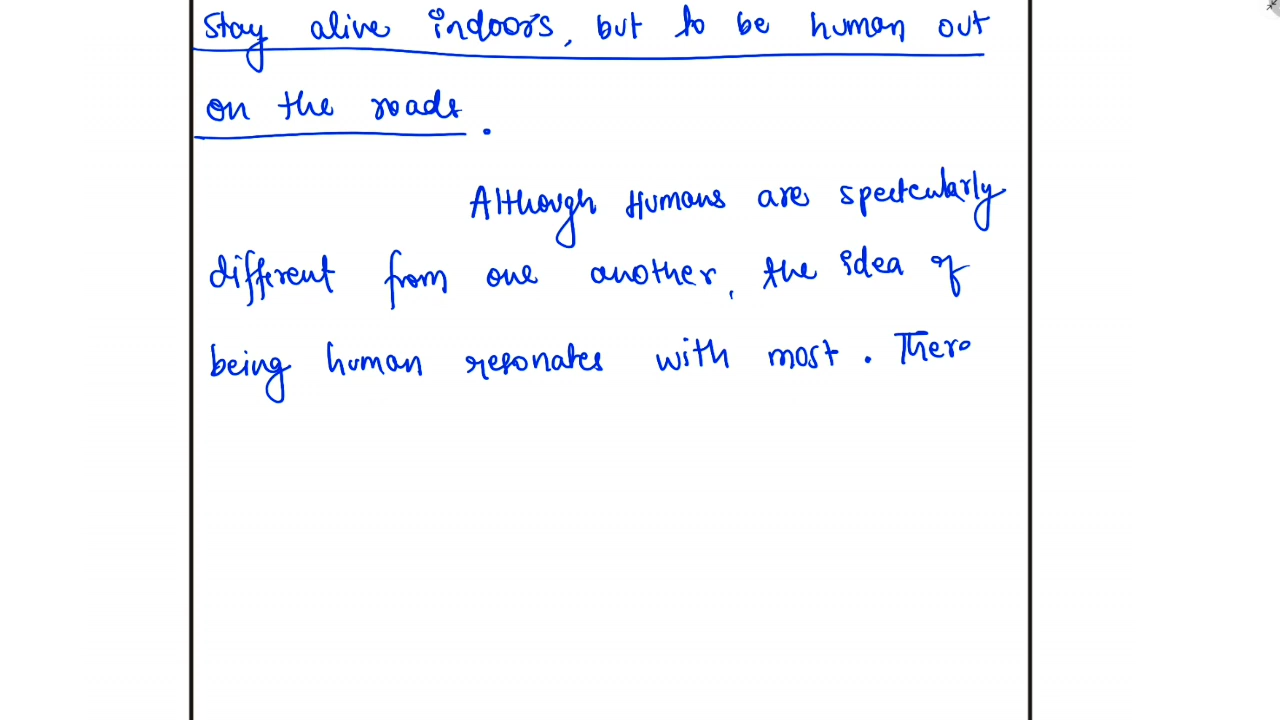 stay alive indoors, but to be human out
on the roads.
Although Humans are spectcularly
different from one another, the idea of
being human resonates with most. There